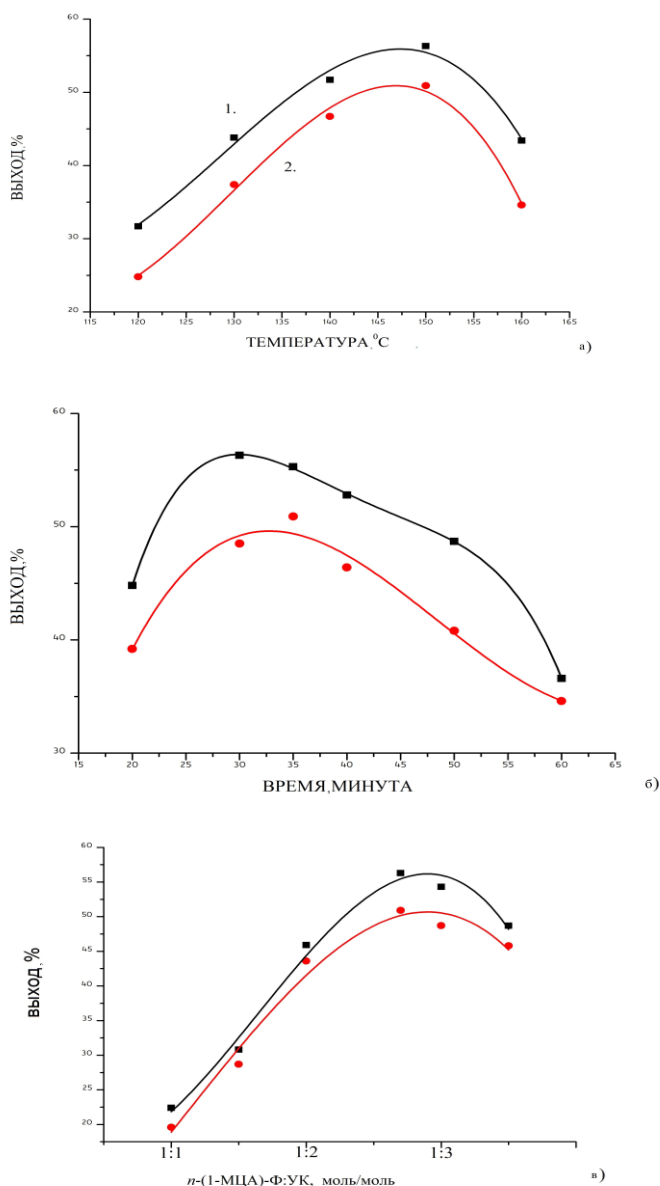 60
50
40
30
20
1.
2.
ВЫХОД,%
115 120 125 130 135 140 145 150 155 160 165
ТЕМПЕРАТУРА,⁰С
а)
60
50
40
30
ВЫХОД,%
15 20 25 30 35 40 45 50 55 60 65
ВРЕМЯ,МИНУТА
б)
60
55
50
45
40
35
30
25
20
ВЫХОД,%
1:1 1:2 1:3
п-(1-МЦА)-Ф:УК, моль/моль
в)